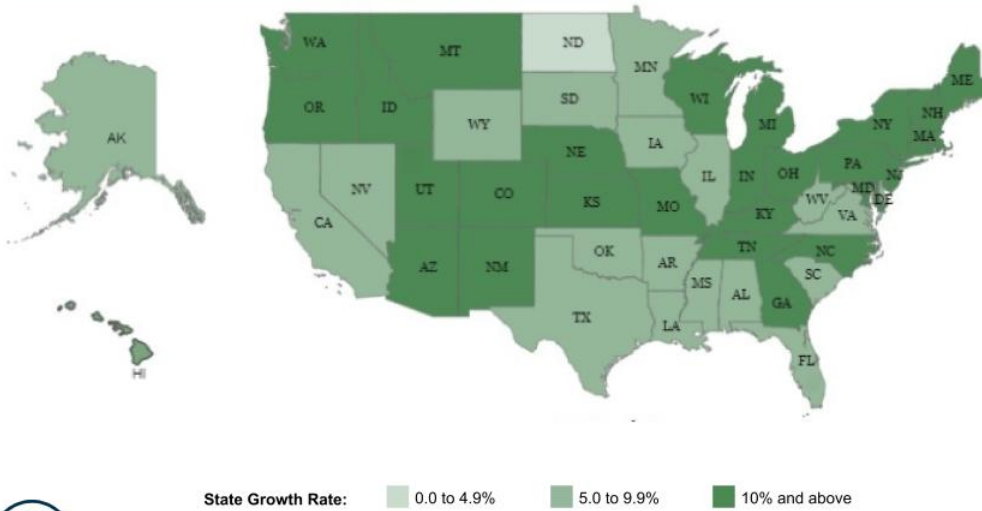 WA
MT
ND
MN
OR
ID
SD
WI
ME
WY
MI
NY
NH
MA
AK
NE
IA
PA
NV
UT
CO
IL
IN
OH
NJ
CA
KS
MO
WV
MD
DE
KY
VA
AZ
NM
OK
TN
NC
AR
SC
MS
AL
GA
TX
LA
FL
HI
State Growth Rate: 0.0 to 4.9% 5.0 to 9.9% 10% and above